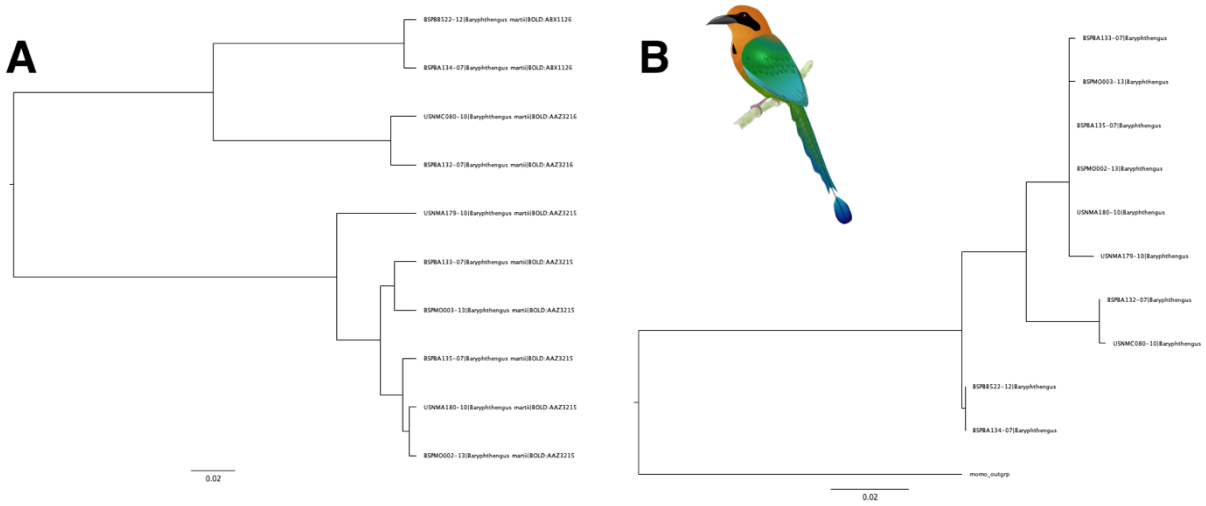 A
BSPBB522-12|Baryphthengus martii|BOLD:ABX1126
BSPBA134-07|Baryphthengus martii|BOLD:ABX1126
USNMC080-10|Baryphthengus martii|BOLD:AAZ3216
BSPBA132-07|Baryphthengus martii|BOLD:AAZ3216
USNMA179-10|Baryphthengus martii|BOLD:AAZ3215
BSPBA133-07|Baryphthengus martii|BOLD:AAZ3215
BSPMO003-13|Baryphthengus martii|BOLD:AAZ3215
BSPBA135-07|Baryphthengus martii|BOLD:AAZ3215
USNMA180-10|Baryphthengus martii|BOLD:AAZ3215
BSPMO002-13|Baryphthengus martii|BOLD:AAZ3215
0.02
B
BSPBA133-07|Baryphthengus
BSPMO003-13|Baryphthengus
BSPBA135-07|Baryphthengus
BSPMO002-13|Baryphthengus
USNMA180-10|Baryphthengus
USNMA179-10|Baryphthengus
BSPBA132-07|Baryphthengus
USNMC080-10|Baryphthengus
BSPBB522-12|Baryphthengus
BSPBA134-07|Baryphthengus
momo_outgrp
0.02